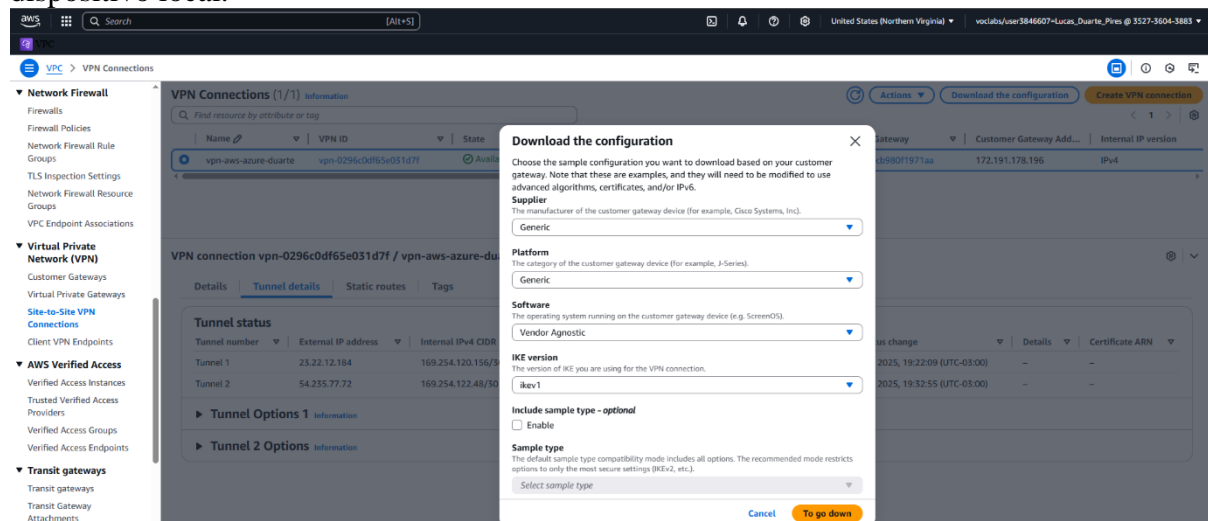 dispositivo local.
aws
Search
[Alt+S]
United States (Northern Virginia)
voclabs/user3846607=Lucas_Duarte_Pires @ 3527-3604-3883
VPC
VPC > VPN Connections
Network Firewall
Firewalls
Firewall Policies
Network Firewall Rule
Groups
TLS Inspection Settings
Network Firewall Resource
Groups
VPC Endpoint Associations
Virtual Private
Network (VPN)
Customer Gateways
Virtual Private Gateways
Site-to-Site VPN
Connections
Client VPN Endpoints
AWS Verified Access
Verified Access Instances
Trusted Verified Access
Providers
Verified Access Groups
Verified Access Endpoints
Transit gateways
Transit gateways
Transit Gateway
Attachments
VPN Connections (1/1) Information
Actions
Download the configuration
Create VPN connection
Find resource by attribute or tag
1
Name
VPN ID
State
Gateway
Customer Gateway Add...
Internal IP version
vpn-aws-azure-duarte
vpn-0296c0df65e031d7f
Availa
cb980f1971aa
172.191.178.196
IPv4
VPN connection vpn-0296c0df65e031d7f / vpn-aws-azure-dua
Details
Tunnel details
Static routes
Tags
Tunnel status
Tunnel number
External IP address
Internal IPv4 CIDR
us change
Details
Certificate ARN
Tunnel 1
23.22.12.184
169.254.120.156/3
2025, 19:22:09 (UTC-03:00)
–
–
Tunnel 2
54.235.77.72
169.254.122.48/30
2025, 19:32:55 (UTC-03:00)
–
–
Tunnel Options 1 Information
Tunnel 2 Options Information
Download the configuration
Choose the sample configuration you want to download based on your customer
gateway. Note that these are examples, and they will need to be modified to use
advanced algorithms, certificates, and/or IPv6.
Supplier
The manufacturer of the customer gateway device (for example, Cisco Systems, Inc).
Generic
Platform
The category of the customer gateway device (for example, J-Series).
Generic
Software
The operating system running on the customer gateway device (e.g. ScreenOS).
Vendor Agnostic
IKE version
The version of IKE you are using for the VPN connection.
ikev1
Include sample type – optional
Enable
Sample type
The default sample type compatibility mode includes all options. The recommended mode restricts
options to only the most secure settings (IKEv2, etc.).
Select sample type
Cancel
To go down